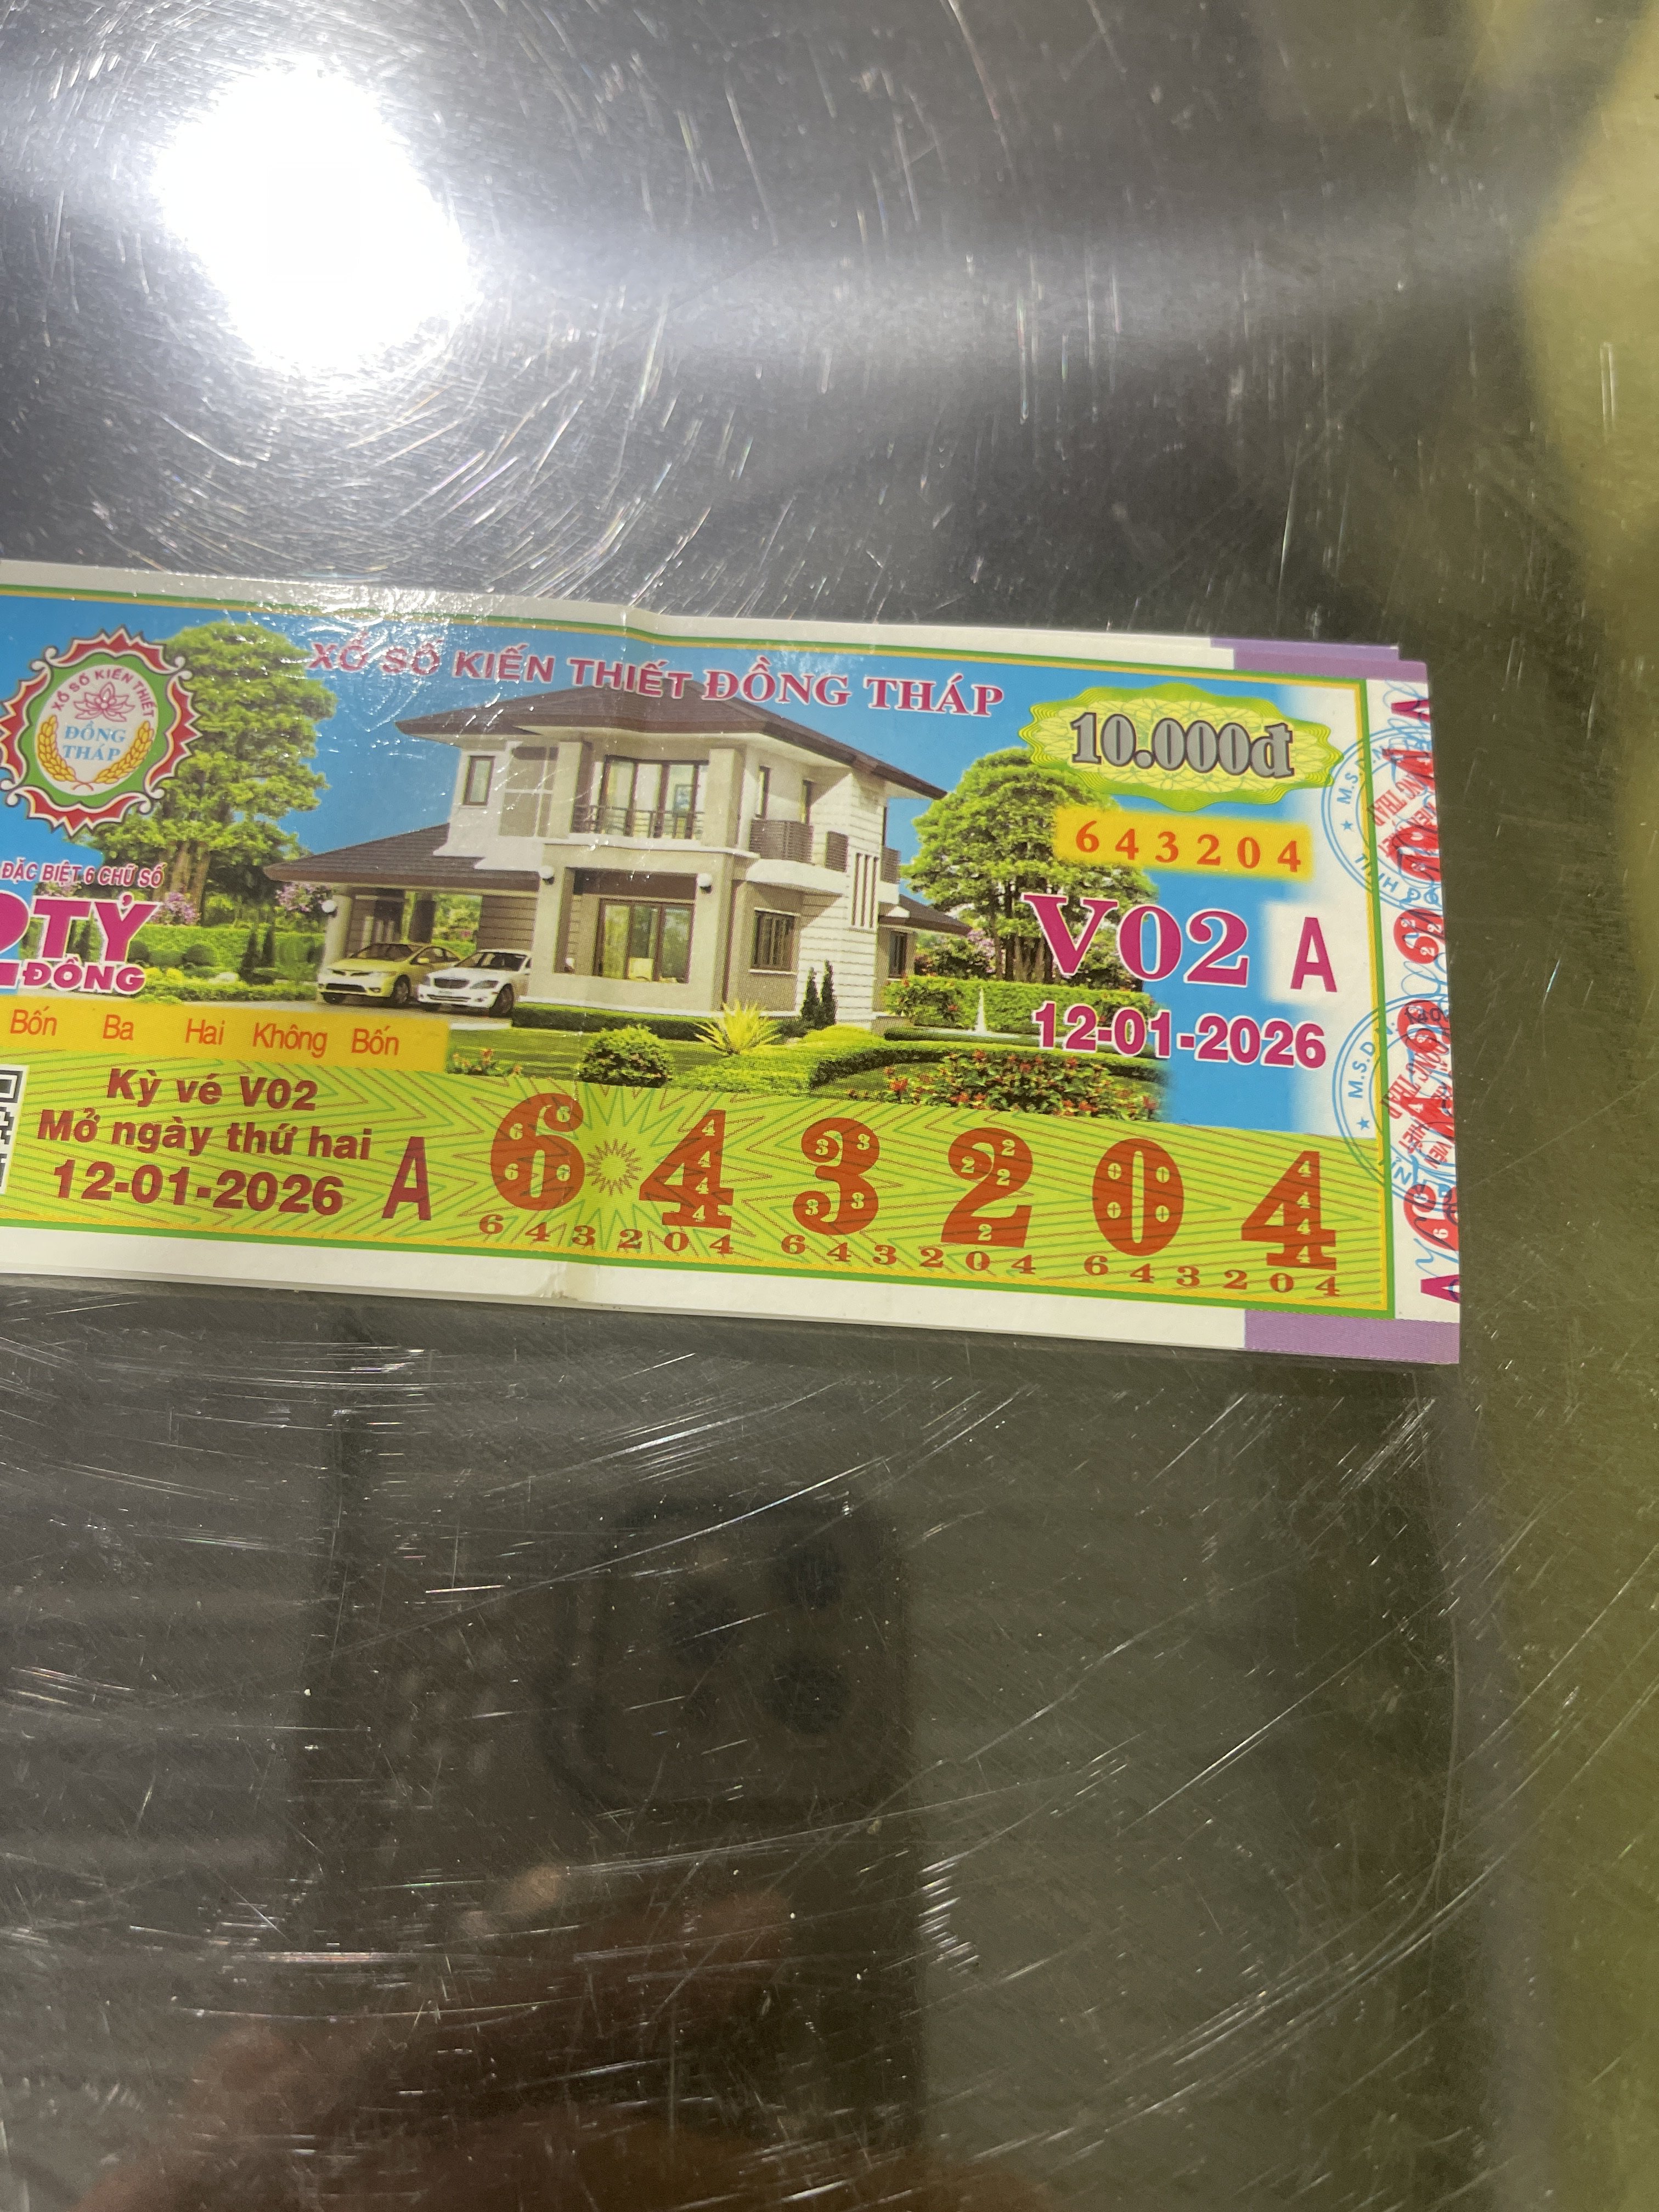 XỔ SỐ KIẾN THIẾT ĐỒNG THÁP
XỔ SỐ KIẾN THIẾT
ĐỒNG
THÁP
10.000đ
643204
ĐẶC BIỆT 6 CHỮ SỐ
2 TỶ
ĐỒNG
V02 A
12-01-2026
Bốn Ba Hai Không Bốn
Kỳ vé V02
Mở ngày thứ hai
12-01-2026
A 643204
643204 643204 643204